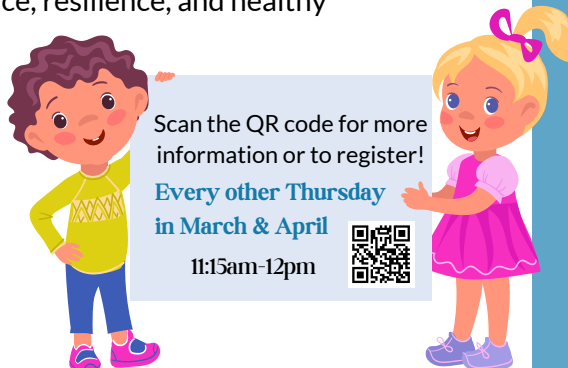 ce, resilience, and healthy
Scan the QR code for more
information or to register!
Every other Thursday
in March & April
11:15am-12pm